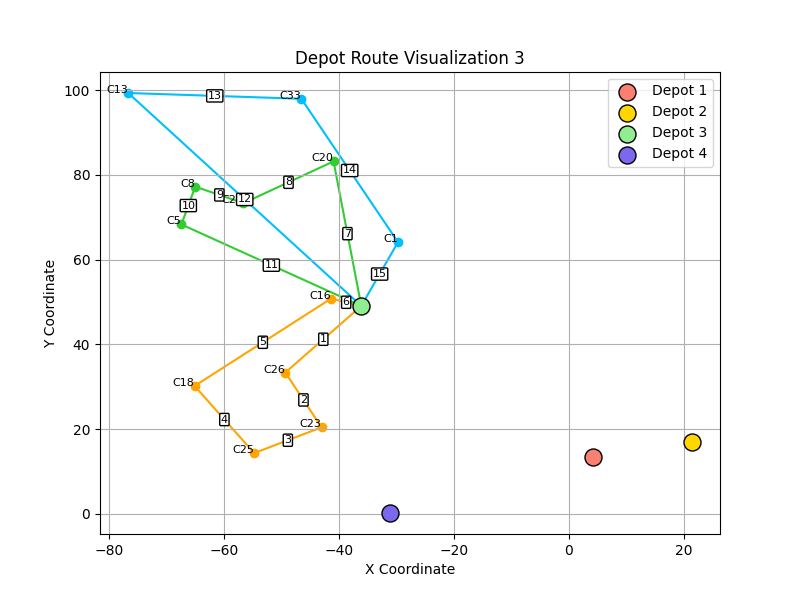 Depot Route Visualization 3
Depot 1
Depot 2
Depot 3
Depot 4
Y Coordinate
100
80
60
40
20
0
−80
−60
−40
−20
0
20
X Coordinate
C13
13
C33
C20
14
8
C8
9
12
10
C5
7
C1
11
15
C16
6
1
5
C26
C18
2
4
C23
3
C25